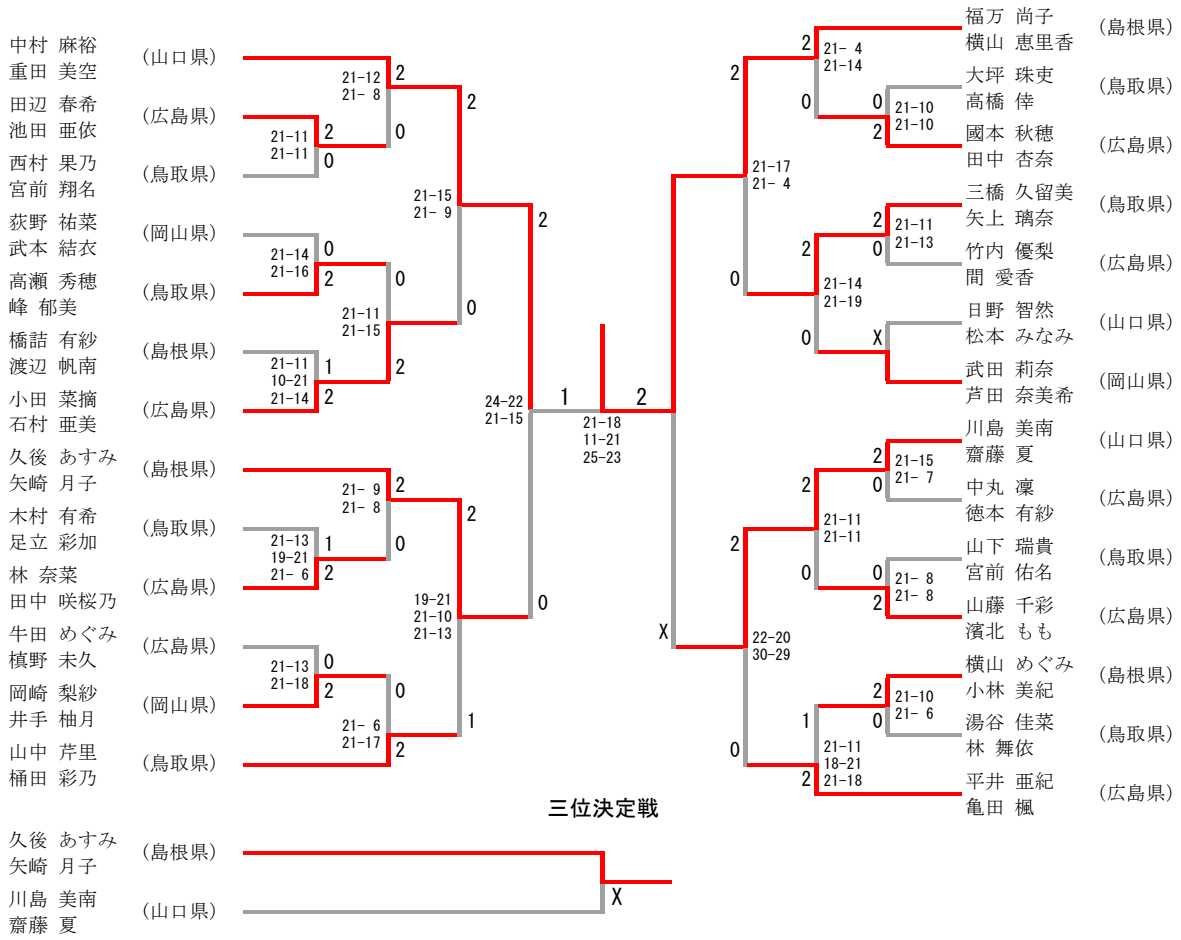 中村 麻裕
重田 美空
(山口県)
田辺 春希
池田 亜依
(広島県)
西村 果乃
宮前 翔名
(鳥取県)
荻野 祐菜
武本 結衣
(岡山県)
高瀬 秀穂
峰 郁美
(鳥取県)
橋詰 有紗
渡辺 帆南
(島根県)
小田 菜摘
石村 亜美
(広島県)
久後 あすみ
矢崎 月子
(島根県)
木村 有希
足立 彩加
(鳥取県)
林 奈菜
田中 咲桜乃
(広島県)
牛田 めぐみ
槙野 未久
(広島県)
岡崎 梨紗
井手 柚月
(岡山県)
山中 芹里
桶田 彩乃
(鳥取県)
21-11
21-11
2
0
21-14
21-16
0
2
21-11
10-21
21-14
1
2
21-13
19-21
21- 6
1
2
21-13
21-18
0
2
21-12
21- 8
2
0
21-11
21-15
0
2
21- 9
21- 8
2
0
21- 6
21-17
0
2
21-15
21- 9
2
0
19-21
21-10
21-13
2
1
24-22
21-15
2
0
1
2
21-18
11-21
25-23
福万 尚子
横山 恵里香
(島根県)
大坪 珠吏
高橋 倖
(鳥取県)
國本 秋穂
田中 杏奈
(広島県)
三橋 久留美
矢上 璃奈
(鳥取県)
竹内 優梨
間 愛香
(広島県)
日野 智然
松本 みなみ
(山口県)
武田 莉奈
芦田 奈美希
(岡山県)
川島 美南
齋藤 夏
(山口県)
中丸 凜
徳本 有紗
(広島県)
山下 瑞貴
宮前 佑名
(鳥取県)
山藤 千彩
濱北 もも
(広島県)
横山 めぐみ
小林 美紀
(島根県)
湯谷 佳菜
林 舞依
(鳥取県)
平井 亜紀
亀田 楓
(広島県)
0
2
21-10
21-10
2
0
21-11
21-13
X
2
0
21-15
21- 7
0
2
21- 8
21- 8
2
0
21-10
21- 6
2
0
21- 4
21-14
2
0
21-14
21-19
2
0
21-11
21-11
1
2
21-11
18-21
21-18
2
0
21-17
21- 4
2
0
22-20
30-29
X
三位決定戦
久後 あすみ
矢崎 月子
(島根県)
川島 美南
齋藤 夏
(山口県)
X